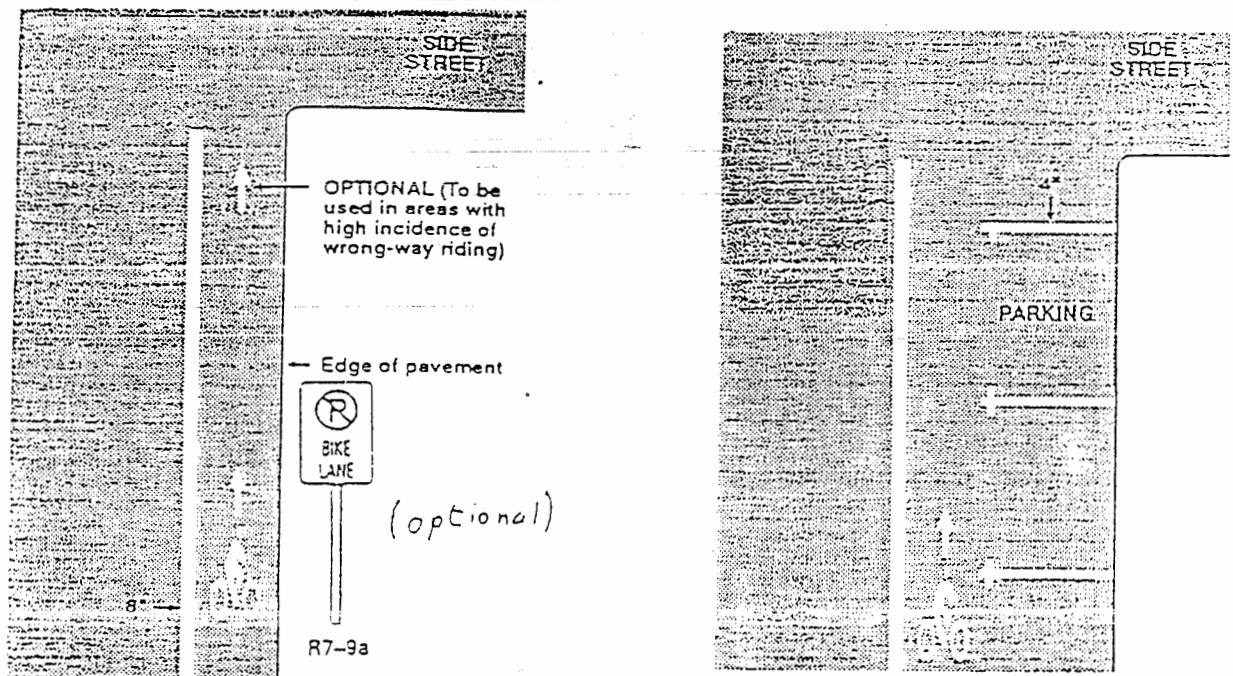 SIDE
STREET
OPTIONAL (To be
used in areas with
high incidence of
wrong-way riding)
Edge of pavement
P
BIKE
LANE
(optional)
8"
R7-9a
SIDE
STREET
4"
PARKING